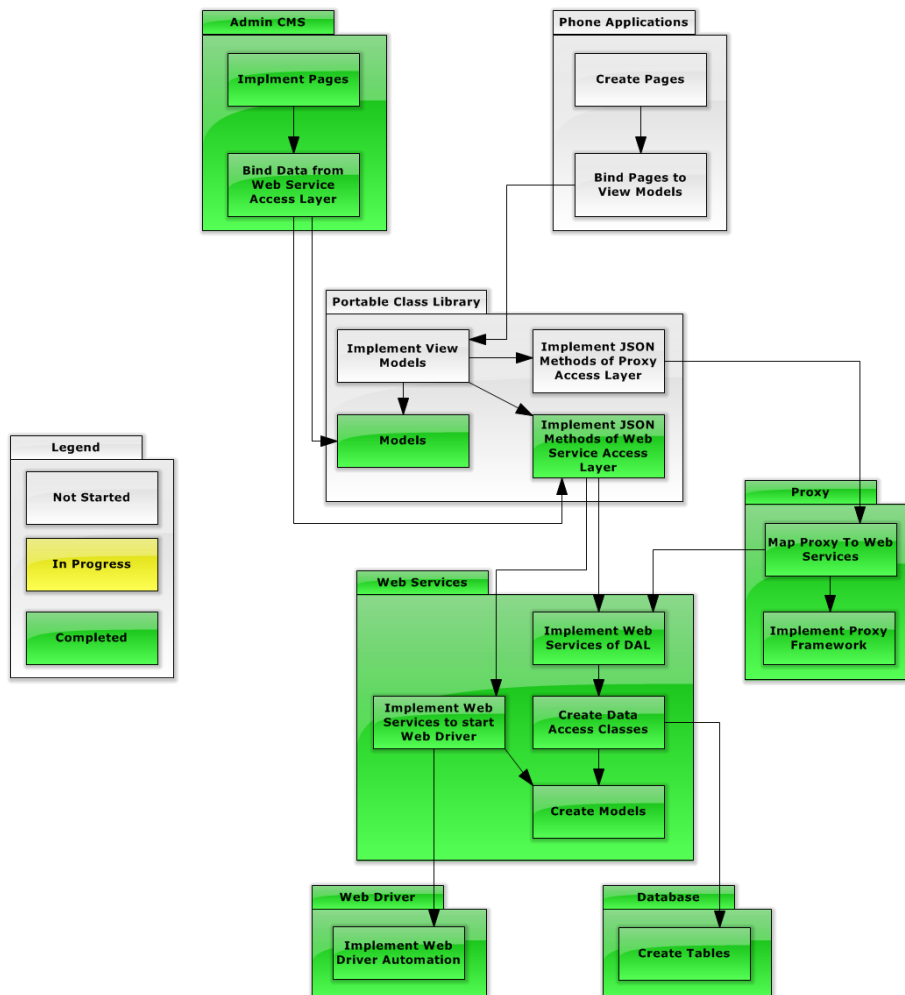 Admin CMS
Implment Pages
Bind Data from
Web Service
Access Layer
Phone Applications
Create Pages
Bind Pages to
View Models
Portable Class Library
Implement View
Models
Implement JSON
Methods of Proxy
Access Layer
Models
Implement JSON
Methods of Web
Service Access
Layer
Legend
Not Started
In Progress
Completed
Proxy
Map Proxy To Web
Services
Implement Proxy
Framework
Web Services
Implement Web
Services of DAL
Implement Web
Services to start
Web Driver
Create Data
Access Classes
Create Models
Web Driver
Implement Web
Driver Automation
Database
Create Tables